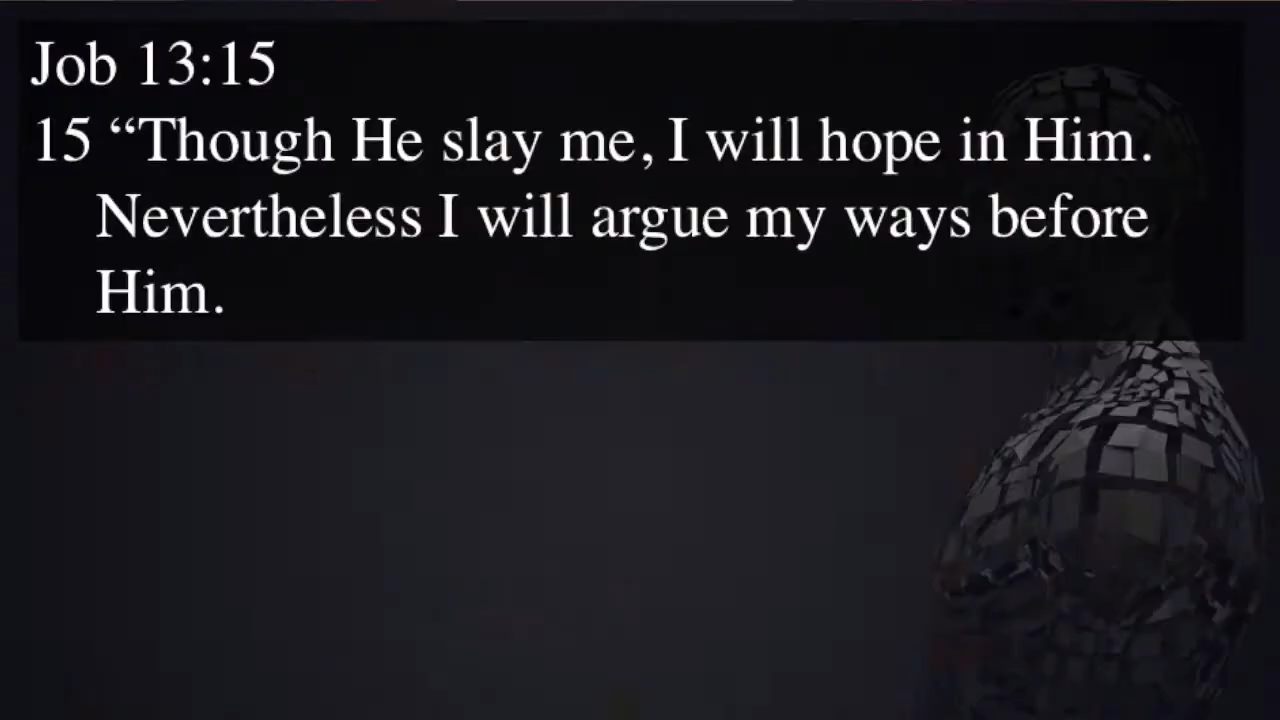 Job 13:15
15 “Though He slay me, I will hope in Him.
Nevertheless I will argue my ways before
Him.